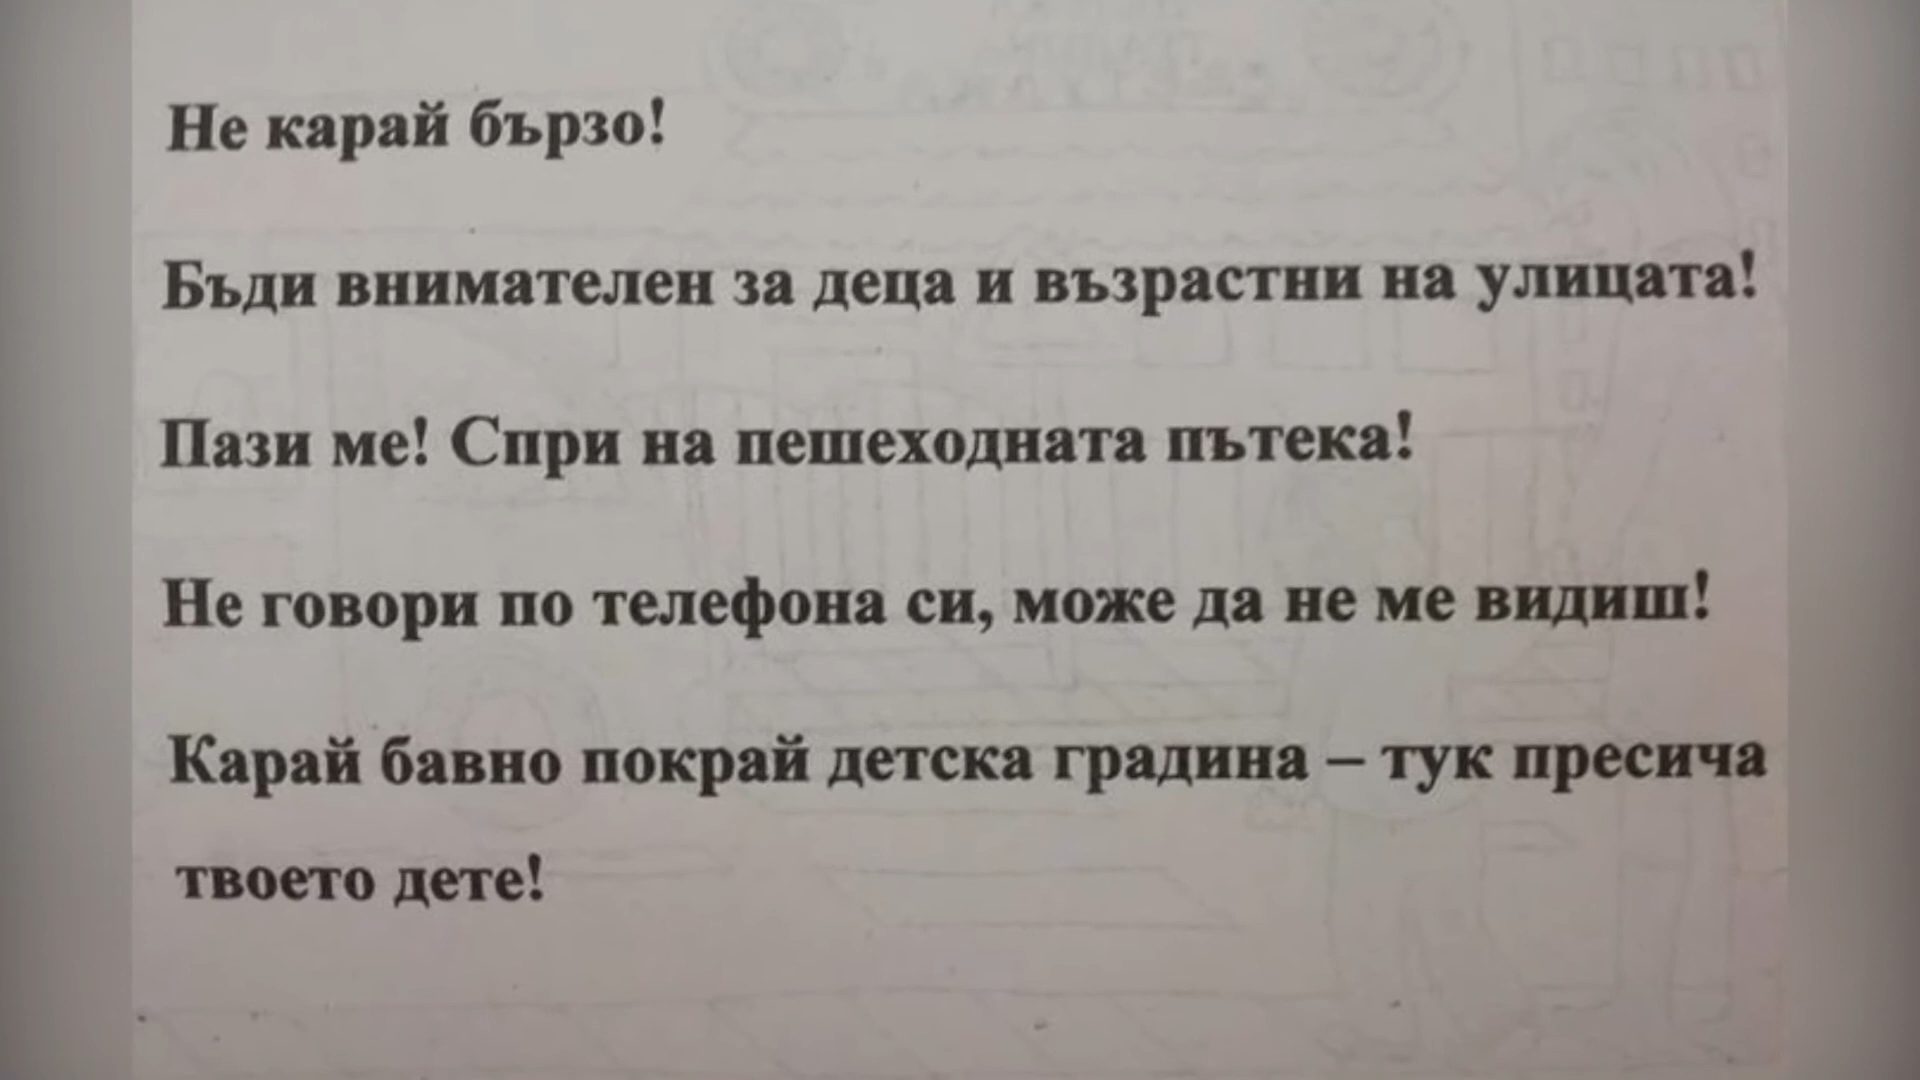 Не карай бързо!
Бъди внимателен за деца и възрастни на улицата!
Пази ме! Спри на пешеходната пътека!
Не говори по телефона си, може да не ме видиш!
Карай бавно покрай детска градина – тук пресича
твоето дете!